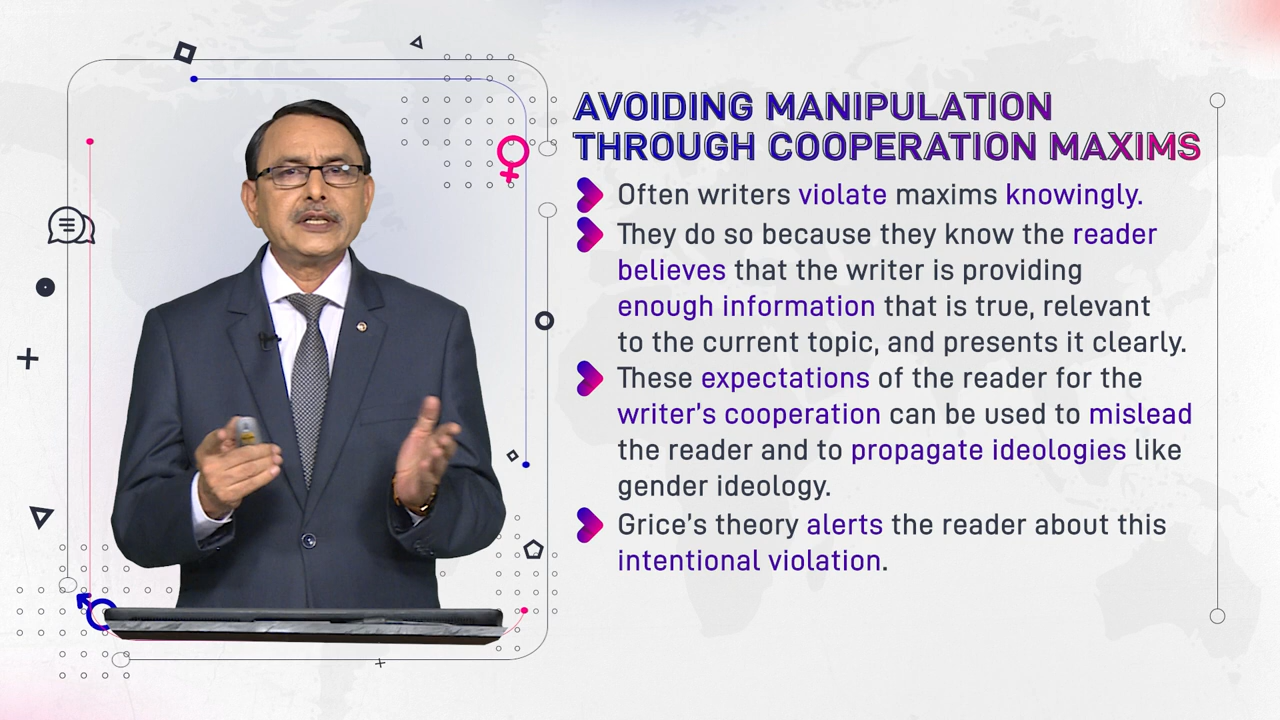 AVOIDING MANIPULATION
THROUGH COOPERATION MAXIMS
Often writers violate maxims knowingly.
They do so because they know the reader
believes that the writer is providing
enough information that is true, relevant
to the current topic, and presents it clearly.
These expectations of the reader for the
writer's cooperation can be used to mislead
the reader and to propagate ideologies like
gender ideology.
Grice's theory alerts the reader about this
intentional violation.